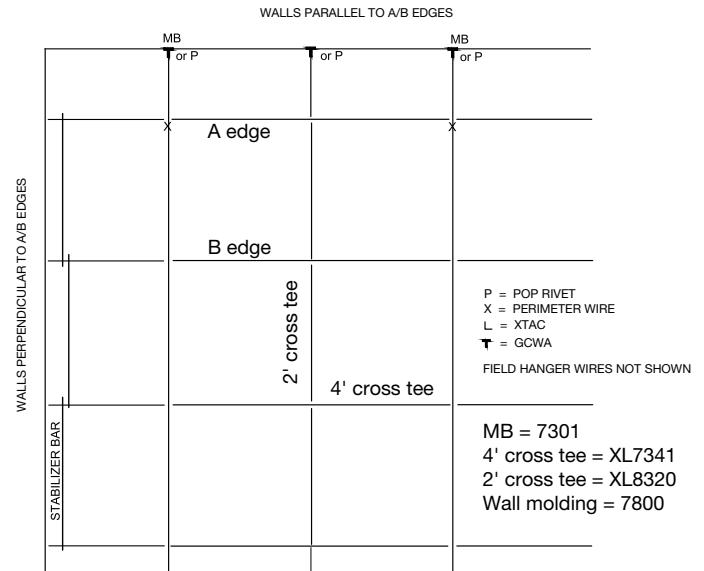 WALLS PARALLEL TO A/B EDGES
MB
or P
or P
MB
or P
X
X
A edge
B edge
WALLS PERPENDICULAR TO A/B EDGES
2' cross tee
4' cross tee
STABILIZER BAR
P = POP RIVET
X = PERIMETER WIRE
L = XTAC
= GCWA
FIELD HANGER WIRES NOT SHOWN
MB = 7301
4' cross tee = XL7341
2' cross tee = XL8320
Wall molding = 7800